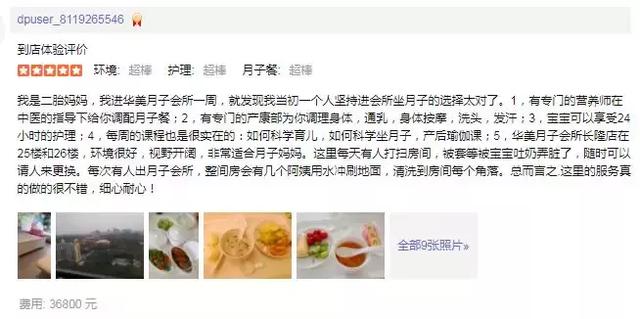 dpuser_8119265546
到店体验评价
环境: 超棒 护理: 超棒 月子餐: 超棒
我是二胎妈妈，我进华美月子会所一周，就发现我当初一个人坚持进会所坐月子的选择太对了。1，有专门的营养师在
中医的指导下给你调配月子餐；2，有专门的产康部为你调理身体，通乳，身体按摩，洗头，发汗；3，宝宝可以享受24
小时的护理；4，每周的课程也是很实在的：如何科学育儿，如何科学坐月子，产后瑜伽课；5，华美月子会所长隆店在
25楼和26楼，环境很好，视野开阔，非常适合月子妈妈。这里每天有人打扫房间，被套等被宝宝吐奶弄脏了，随时可以
请人来更换。每次有人出月子会所，整间房会有几个阿姨用水冲刷地面，清洗到房间每个角落。总而言之.这里的服务真
的做的很不错，细心耐心！
全部9张照片»
费用: 36800 元